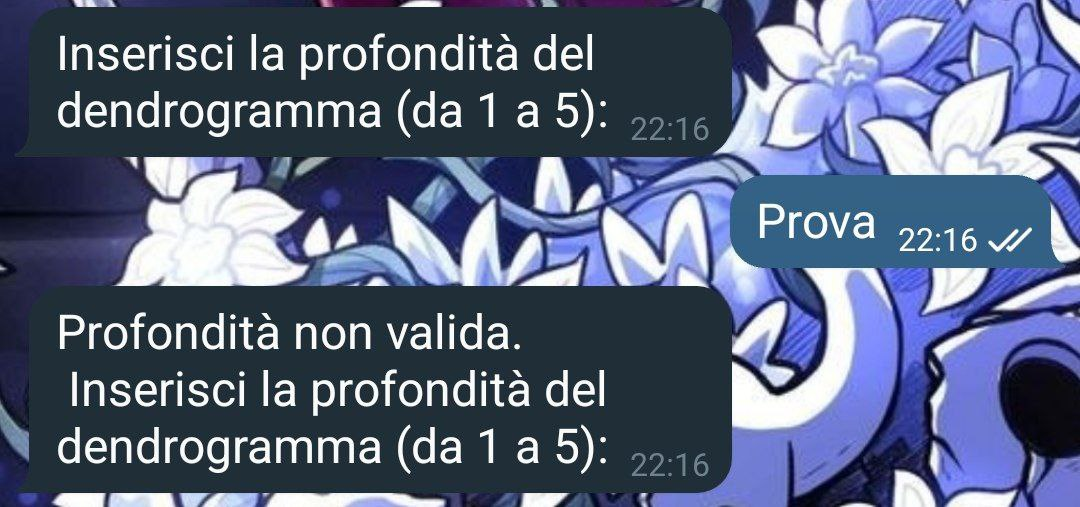 Inserisci la profondità del
dendrogramma (da 1 a 5): 22:16
Prova 22:16
Profondità non valida.
Inserisci la profondità del
dendrogramma (da 1 a 5): 22:16